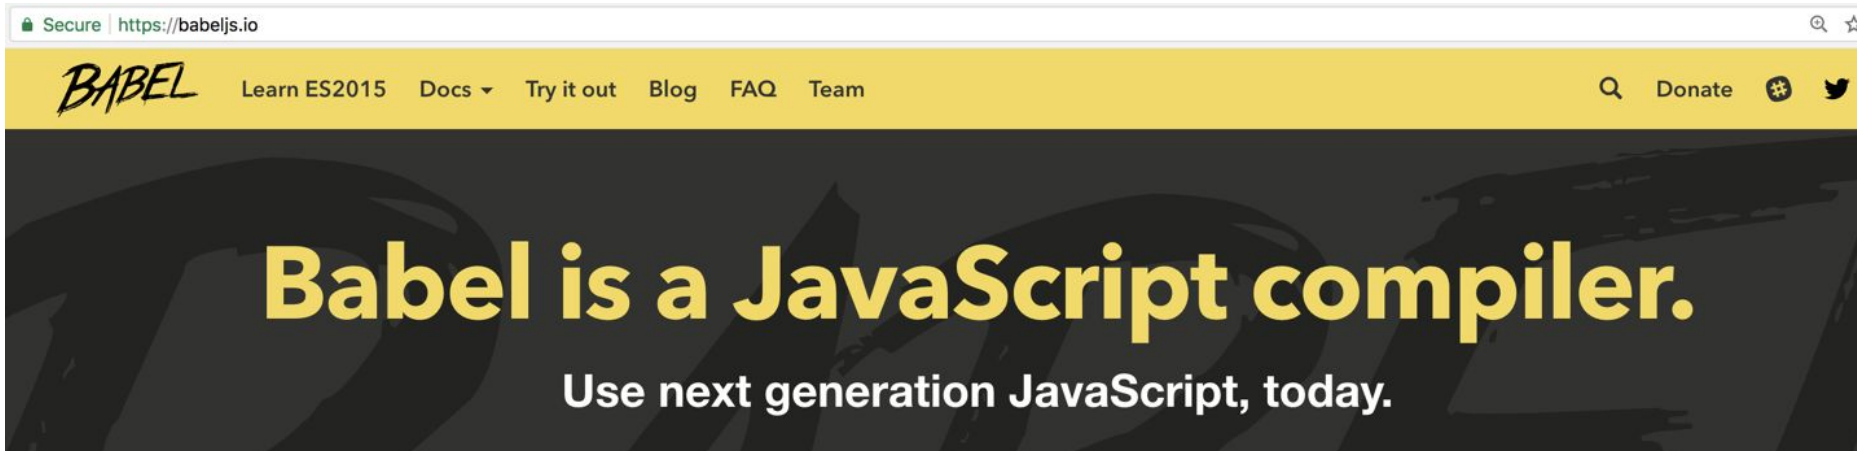 Secure https://babeljs.io
BABEL Learn ES2015 Docs Try it out Blog FAQ Team Donate
Babel is a JavaScript compiler.
Use next generation JavaScript, today.